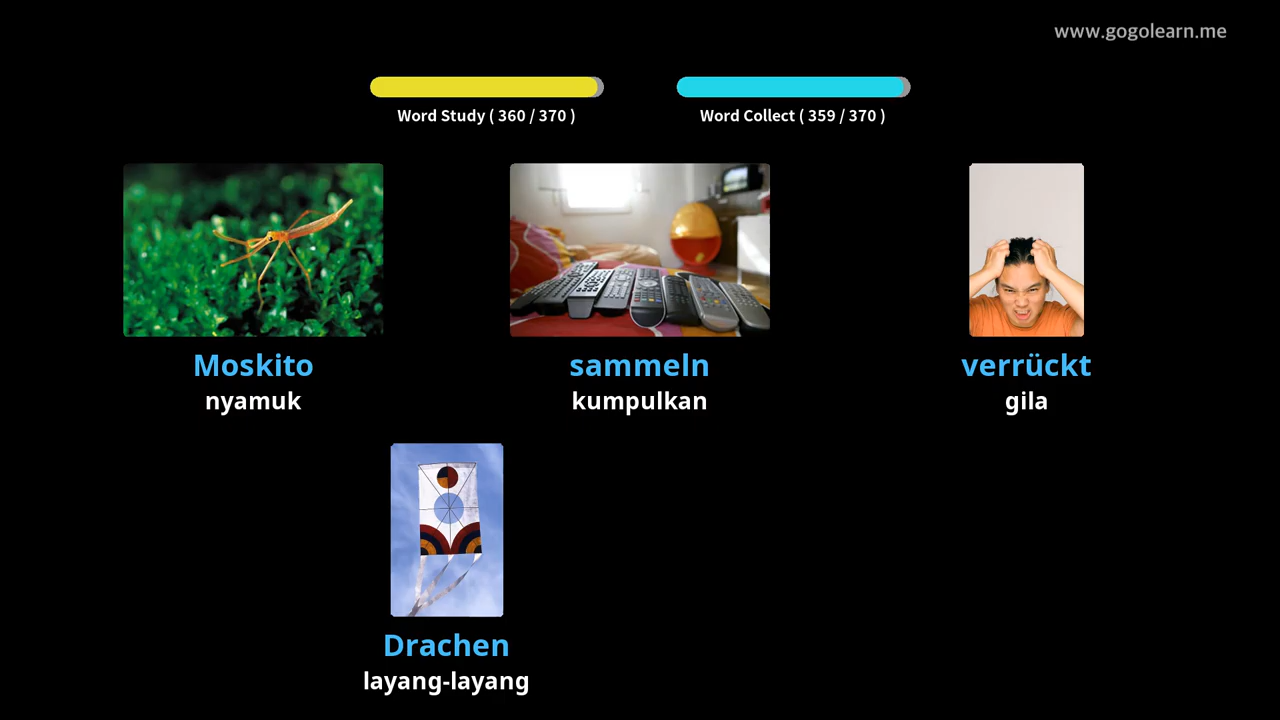 www.gogolearn.me
Word Study ( 360 / 370 )
Word Collect ( 359 / 370 )
Moskito
nyamuk
sammeln
kumpulkan
verrückt
gila
Drachen
layang-layang